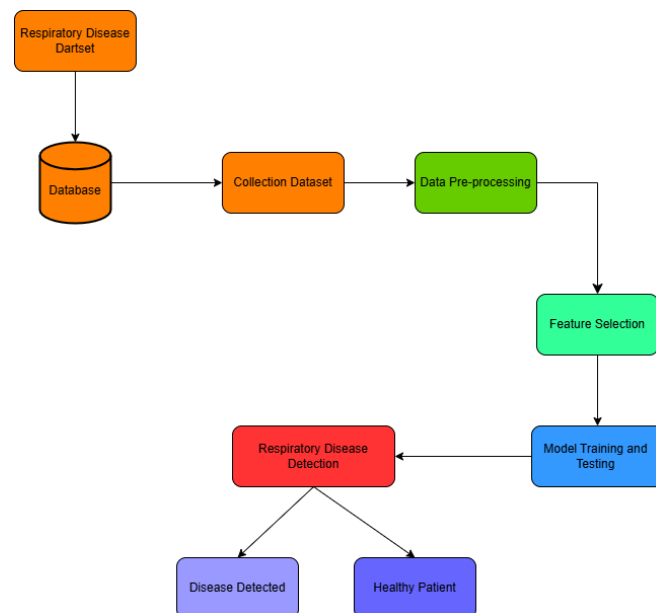 Respiratory Disease
Dartset
Database
Collection Dataset
Data Pre-processing
Feature Selection
Model Training and
Testing
Respiratory Disease
Detection
Disease Detected
Healthy Patient